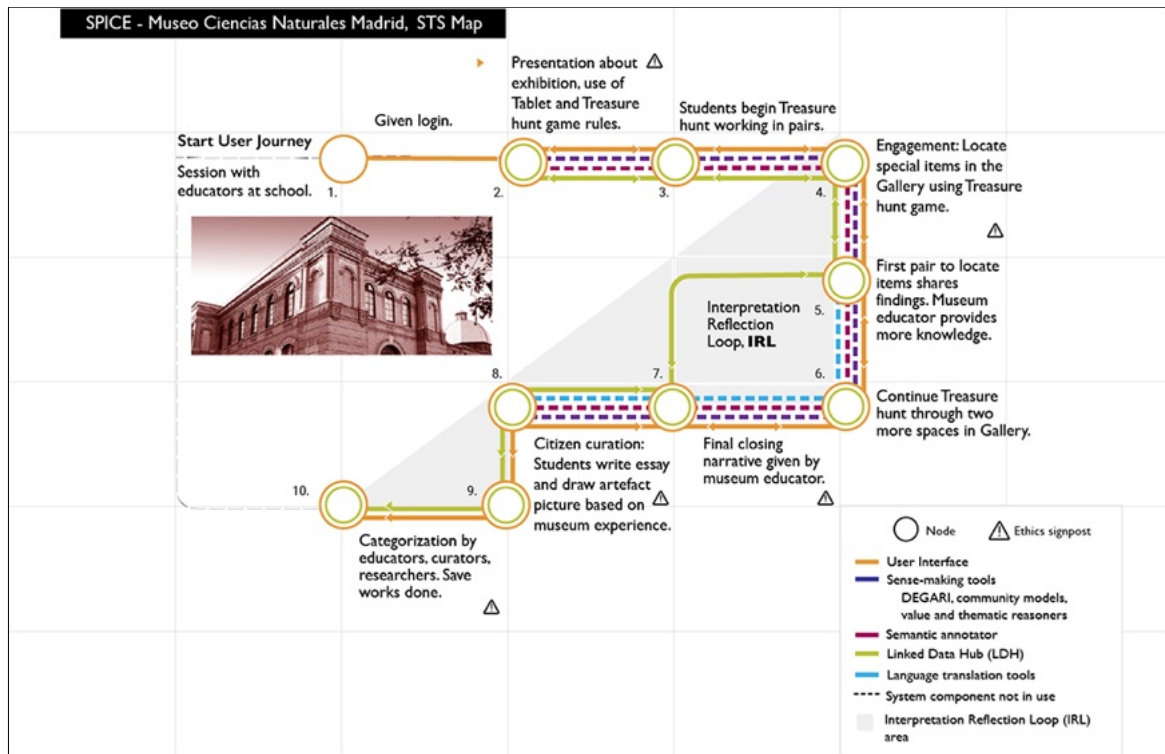 SPICE - Museo Ciencias Naturales Madrid, STS Map
Start User Journey
Session with
educators at school.
Given login.
1.
Presentation about
exhibition, use of
Tablet and Treasure
hunt game rules.
2.
Students begin Treasure
hunt working in pairs.
3.
Engagement: Locate
special items in the
Gallery using Treasure
hunt game.
4.
First pair to locate
items shares
findings. Museum
educator provides
more knowledge.
5.
Interpretation
Reflection
Loop, IRL
6.
Continue Treasure
hunt through two
more spaces in Gallery.
7.
Final closing
narrative given by
museum educator.
8.
Citizen curation:
Students write essay
and draw artefact
picture based on
museum experience.
9.
10.
Categorization by
educators, curators,
researchers. Save
works done.
Node
Ethics signpost
User Interface
Sense-making tools
DEGARI, community models,
value and thematic reasoners
Semantic annotator
Linked Data Hub (LDH)
Language translation tools
System component not in use
Interpretation Reflection Loop (IRL)
area